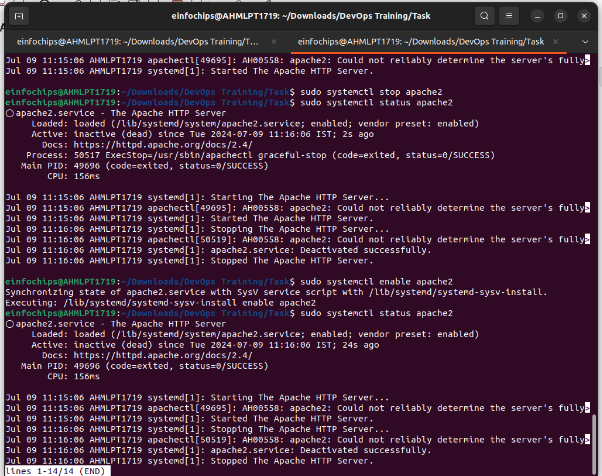 einfochips@AHMLPT1719: ~/Downloads/DevOps Training/Task
einfochips@AHMLPT1719: ~/Downloads/DevOps Training/T...
einfochips@AHMLPT1719: ~/Downloads/DevOps Training/Task
Jul 09 11:15:06 AHMLPT1719 apachectl[49695]: AH00558: apache2: Could not reliably determine the server's fully>
Jul 09 11:15:06 AHMLPT1719 systemd[1]: Started The Apache HTTP Server.
einfochips@AHMLPT1719:~/Downloads/DevOps Training/Task$ sudo systemctl stop apache2
einfochips@AHMLPT1719:~/Downloads/DevOps Training/Task$ sudo systemctl status apache2
○ apache2.service - The Apache HTTP Server
Loaded: loaded (/lib/systemd/system/apache2.service; enabled; vendor preset: enabled)
Active: inactive (dead) since Tue 2024-07-09 11:16:06 IST; 2s ago
Docs: https://httpd.apache.org/docs/2.4/
Process: 50517 ExecStop=/usr/sbin/apachectl graceful-stop (code=exited, status=0/SUCCESS)
Main PID: 49696 (code=exited, status=0/SUCCESS)
CPU: 156ms
Jul 09 11:15:06 AHMLPT1719 systemd[1]: Starting The Apache HTTP Server...
Jul 09 11:15:06 AHMLPT1719 apachectl[49695]: AH00558: apache2: Could not reliably determine the server's fully>
Jul 09 11:15:06 AHMLPT1719 systemd[1]: Started The Apache HTTP Server.
Jul 09 11:16:06 AHMLPT1719 systemd[1]: Stopping The Apache HTTP Server...
Jul 09 11:16:06 AHMLPT1719 apachectl[50519]: AH00558: apache2: Could not reliably determine the server's fully>
Jul 09 11:16:06 AHMLPT1719 systemd[1]: apache2.service: Deactivated successfully.
Jul 09 11:16:06 AHMLPT1719 systemd[1]: Stopped The Apache HTTP Server.
einfochips@AHMLPT1719:~/Downloads/DevOps Training/Task$ sudo systemctl enable apache2
Synchronizing state of apache2.service with SysV service script with /lib/systemd/systemd-sysv-install.
Executing: /lib/systemd/systemd-sysv-install enable apache2
einfochips@AHMLPT1719:~/Downloads/DevOps Training/Task$ sudo systemctl status apache2
○ apache2.service - The Apache HTTP Server
Loaded: loaded (/lib/systemd/system/apache2.service; enabled; vendor preset: enabled)
Active: inactive (dead) since Tue 2024-07-09 11:16:06 IST; 24s ago
Docs: https://httpd.apache.org/docs/2.4/
Main PID: 49696 (code=exited, status=0/SUCCESS)
CPU: 156ms
Jul 09 11:15:06 AHMLPT1719 systemd[1]: Starting The Apache HTTP Server...
Jul 09 11:15:06 AHMLPT1719 apachectl[49695]: AH00558: apache2: Could not reliably determine the server's fully>
Jul 09 11:15:06 AHMLPT1719 systemd[1]: Started The Apache HTTP Server.
Jul 09 11:16:06 AHMLPT1719 systemd[1]: Stopping The Apache HTTP Server...
Jul 09 11:16:06 AHMLPT1719 apachectl[50519]: AH00558: apache2: Could not reliably determine the server's fully>
Jul 09 11:16:06 AHMLPT1719 systemd[1]: apache2.service: Deactivated successfully.
Jul 09 11:16:06 AHMLPT1719 systemd[1]: Stopped The Apache HTTP Server.
lines 1-14/14 (END)